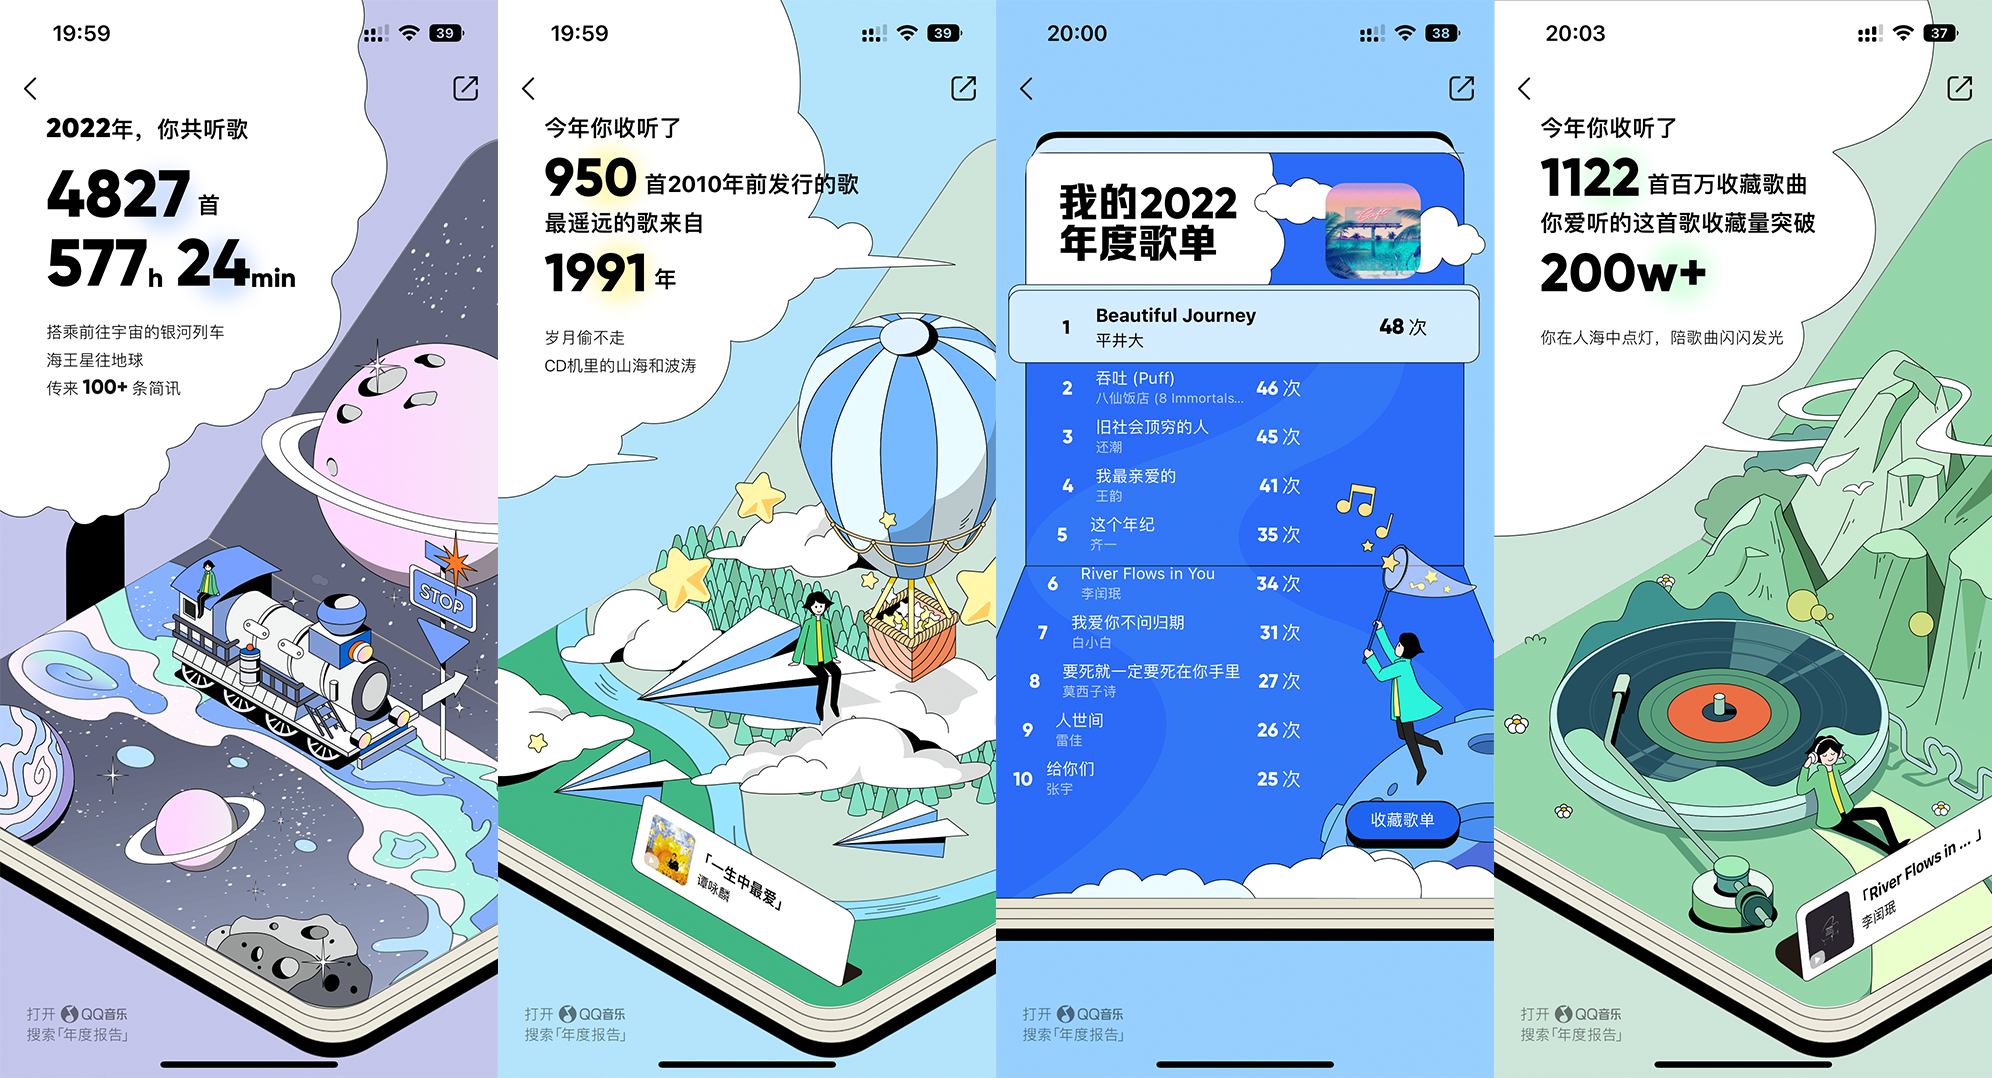 19:59
39
2022年，你共听歌
4827 首
577h 24min
搭乘前往宇宙的银河列车
海王星往地球
传来 100+ 条简讯
STOP
打开 QQ音乐
搜索「年度报告」
19:59
39
今年你收听了
950 首2010年前发行的歌
最遥远的歌来自
1991 年
岁月偷不走
CD机里的山海和波涛
「一生中最爱」
谭咏麟
打开 QQ音乐
搜索「年度报告」
20:00
38
我的2022
年度歌单
1 Beautiful Journey 48 次
平井大
2 吞吐 (Puff) 46 次
八仙饭店 (8 Immortals...
3 旧社会顶穷的人 45 次
还潮
4 我最亲爱的 41 次
王韵
5 这个年纪 35 次
齐一
6 River Flows in You 34 次
李闰珉
7 我爱你不问归期 31 次
白小白
8 要死就一定要死在你手里 27 次
莫西子诗
9 人世间 26 次
雷佳
10 给你们 25 次
张宇
收藏歌单
打开 QQ音乐
搜索「年度报告」
20:03
37
今年你收听了
1122 首百万收藏歌曲
你爱听的这首歌收藏量突破
200w+
你在人海中点灯，陪歌曲闪闪发光
「River Flows in ... 」
李闰珉
打开 QQ音乐
搜索「年度报告」